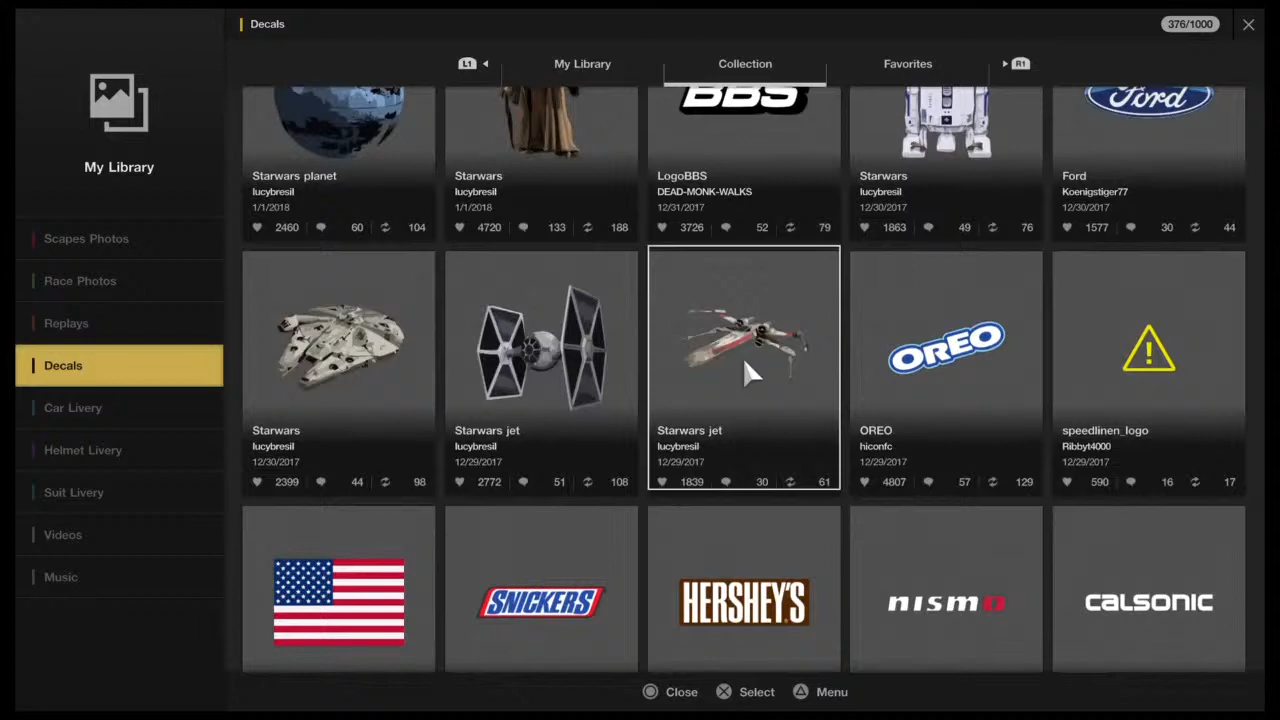 Decals
376/1000
My Library
L1
My Library
Collection
Favorites
R1
Scapes Photos
Race Photos
Replays
Decals
Car Livery
Helmet Livery
Suit Livery
Videos
Music
Starwars planet
lucybresil
1/1/2018
2460 60 104
Starwars
lucybresil
1/1/2018
4720 133 188
BBS
LogoBBS
DEAD-MONK-WALKS
12/31/2017
3726 52 79
Starwars
lucybresil
12/30/2017
1863 49 76
Ford
Ford
Koenigstiger77
12/30/2017
1577 30 44
Starwars
lucybresil
12/30/2017
2399 44 98
Starwars jet
lucybresil
12/29/2017
2772 51 108
Starwars jet
lucybresil
12/29/2017
1839 30 61
OREO
OREO
hiconfc
12/29/2017
4807 57 129
!
speedlinen_logo
Ribbyt4000
12/29/2017
590 16 17
SNICKERS
HERSHEY'S
nismo
CALSONIC
Close
Select
Menu